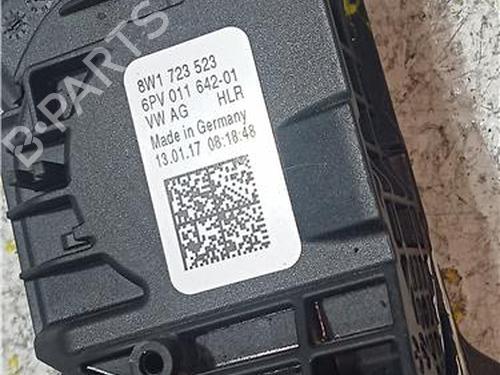 B-PARTS
8W1 723 523
6PV 011 642-01
VW AG HLR
Made in Germany
13.01.17 08:18:48